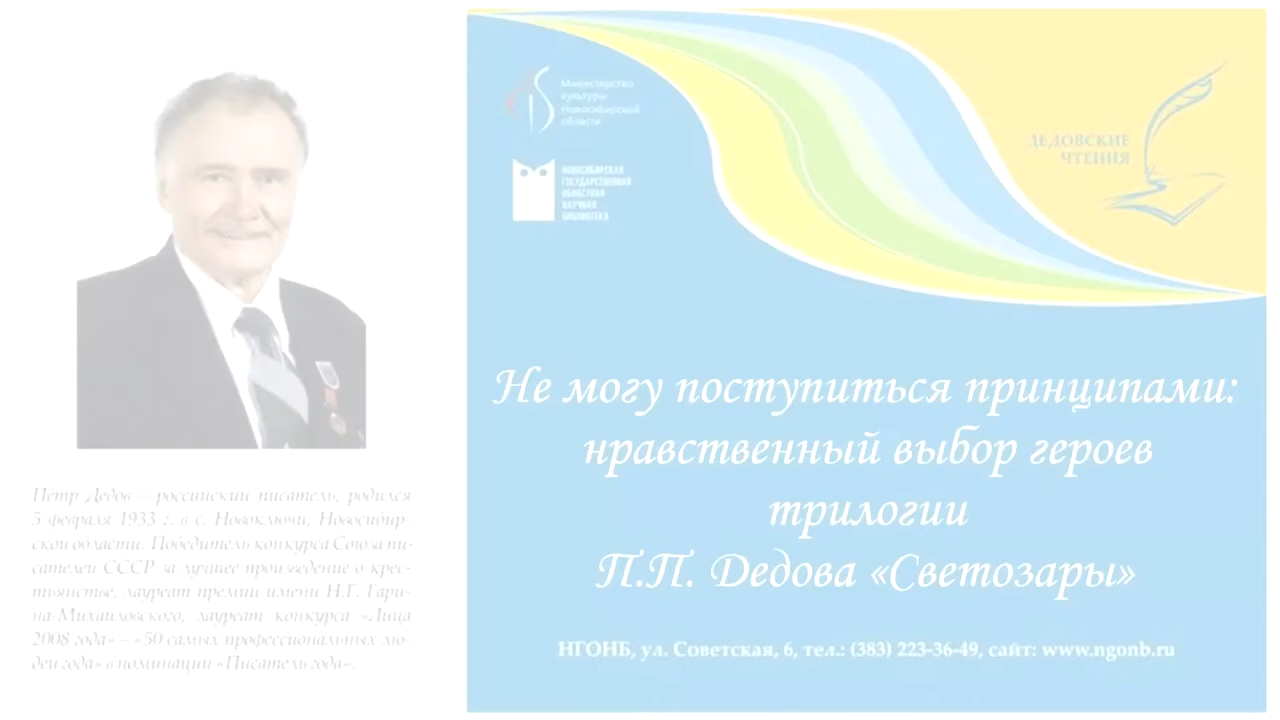 Министерство
культуры
Новосибирской
области
НОВОСИБИРСКАЯ
ГОСУДАРСТВЕННАЯ
ОБЛАСТНАЯ
НАУЧНАЯ
БИБЛИОТЕКА
ДЕДОВСКИЕ
ЧТЕНИЯ
Не могу поступиться принципами:
нравственный выбор героев
трилогии
П.П. Дедова «Светозары»
НГОНБ, ул. Советская, 6, тел.: (383) 223-36-49, сайт: www.ngonb.ru
Пётр Дедов – российский писатель, родился
5 февраля 1933 г. в с. Новоключи, Новосибир-
ской области. Победитель конкурса Союза пи-
сателей СССР за лучшее произведение о крес-
тьянстве, лауреат премии имени Н.Г. Гари-
на-Михайловского, лауреат конкурса «Лица
2008 года» – «50 самых профессиональных лю-
дей года» в номинации «Писатель года».